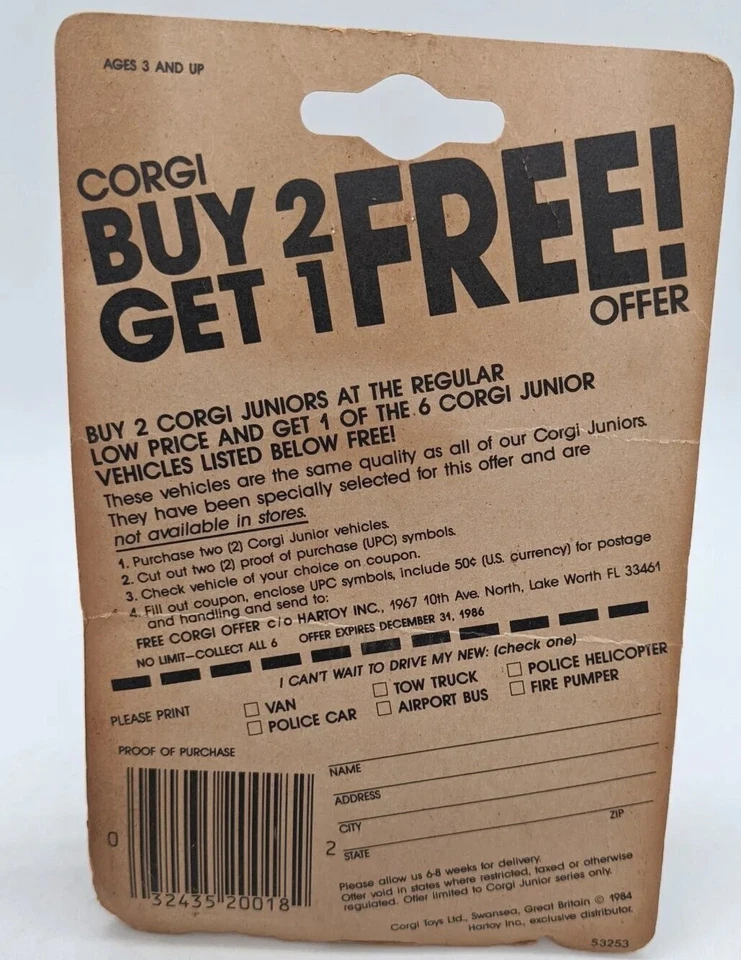 AGES 3 AND UP
CORGI
BUY 2
GET 1
FREE!
OFFER
BUY 2 CORGI JUNIORS AT THE REGULAR
LOW PRICE AND GET 1 OF THE 6 CORGI JUNIOR
VEHICLES LISTED BELOW FREE!
These vehicles are the same quality as all of our Corgi Juniors.
They have been specially selected for this offer and are
not available in stores.
1. Purchase two (2) Corgi Junior vehicles.
2. Cut out two (2) proof of purchase (UPC) symbols.
3. Check vehicle of your choice on coupon.
4. Fill out coupon, enclose UPC symbols, include 50¢ (U.S. currency) for postage
and handling and send to:
FREE CORGI OFFER c/o HARTOY INC., 1967 10th Ave. North, Lake Worth FL 33461
NO LIMIT—COLLECT ALL 6 OFFER EXPIRES DECEMBER 31, 1986
I CAN'T WAIT TO DRIVE MY NEW: (check one)
PLEASE PRINT
VAN TOW TRUCK POLICE HELICOPTER
POLICE CAR AIRPORT BUS FIRE PUMPER
PROOF OF PURCHASE
NAME
ADDRESS
CITY
STATE ZIP
0 32435 20018 2
Please allow us 6-8 weeks for delivery.
Offer void in states where restricted, taxed or otherwise
regulated. Offer limited to Corgi Junior series only.
Corgi Toys Ltd., Swansea, Great Britain © 1984
Hartoy Inc., exclusive distributor.
53253